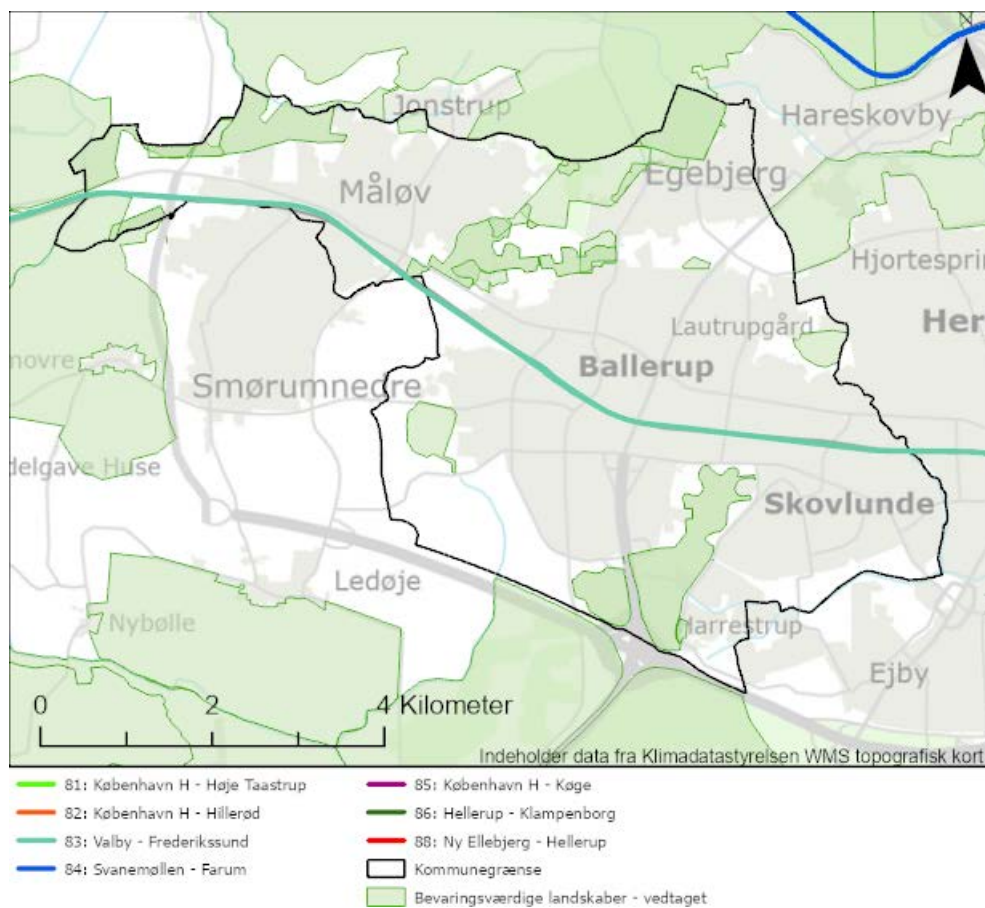 N
Jonstrup
Hareskovby
Måløv
Egebjerg
Hjortesprin
Lautrupgård
Her
Ballerup
movre
Smørumnedre
delgave Huse
Skovlunde
Ledøje
Nybølle
Harrestrup
Ejby
0 2 4 Kilometer
Indeholder data fra Klimadatastyrelsen WMS topografisk kort
81: København H - Høje Taastrup
82: København H - Hillerød
83: Valby - Frederikssund
84: Svanemøllen - Farum
85: København H - Køge
86: Hellerup - Klampenborg
88: Ny Ellebjerg - Hellerup
Kommunegrænse
Bevaringsværdige landskaber - vedtaget